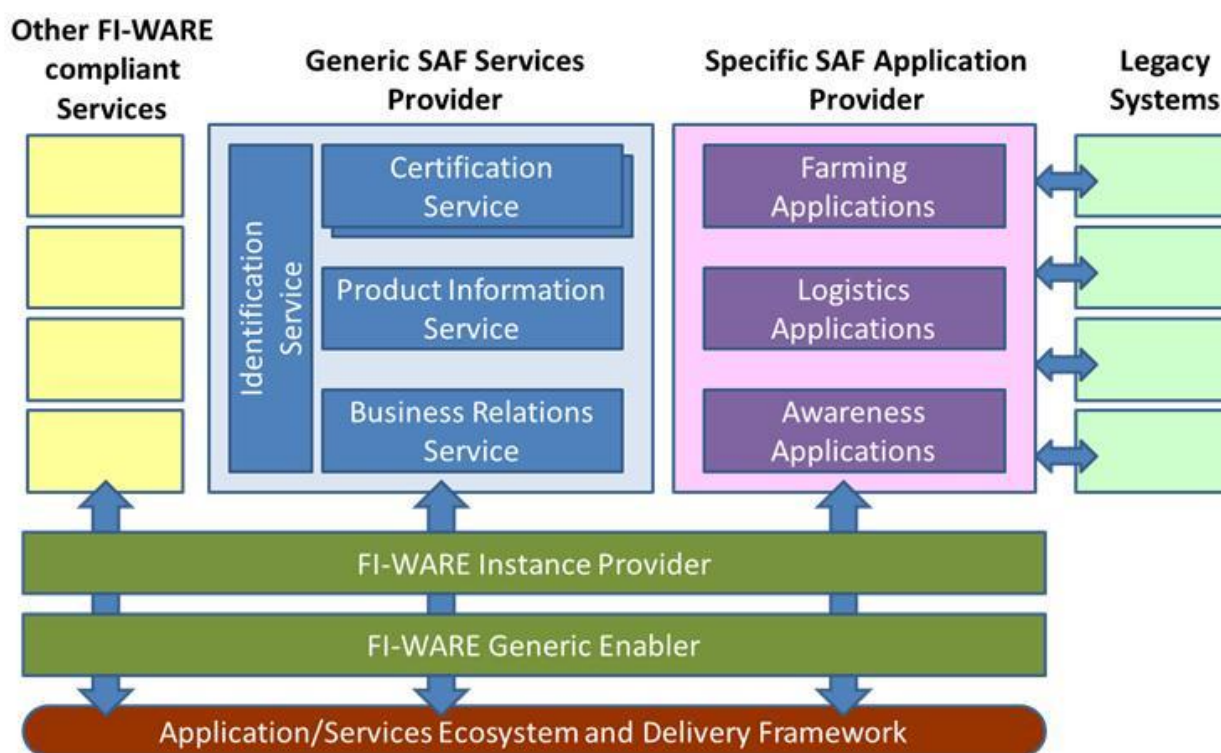 Other FI-WARE
compliant
Services
Generic SAF Services
Provider
Specific SAF Application
Provider
Legacy
Systems
Identification
Service
Certification
Service
Product Information
Service
Business Relations
Service
Farming
Applications
Logistics
Applications
Awareness
Applications
FI-WARE Instance Provider
FI-WARE Generic Enabler
Application/Services Ecosystem and Delivery Framework